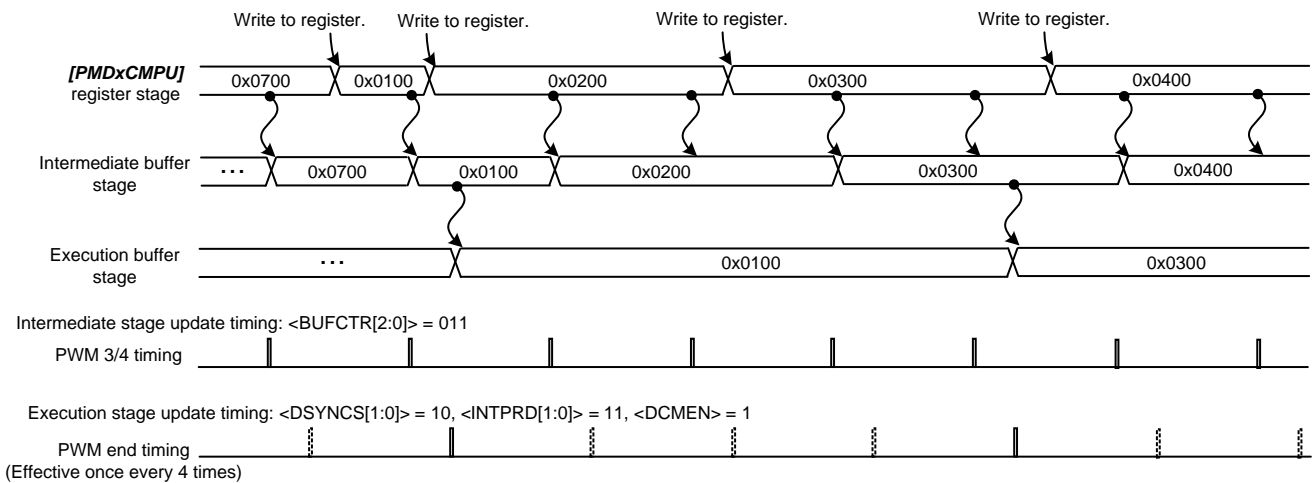 Write to register. Write to register. Write to register. Write to register.
[PMDxCMPU]
register stage
0x0700 0x0100 0x0200 0x0300 0x0400
Intermediate buffer
stage
··· 0x0700 0x0100 0x0200 0x0300 0x0400
Execution buffer
stage
··· 0x0100 0x0300
Intermediate stage update timing: <BUFCTR[2:0]> = 011
PWM 3/4 timing
Execution stage update timing: <DSYNCS[1:0]> = 10, <INTPRD[1:0]> = 11, <DCMEN> = 1
PWM end timing
(Effective once every 4 times)